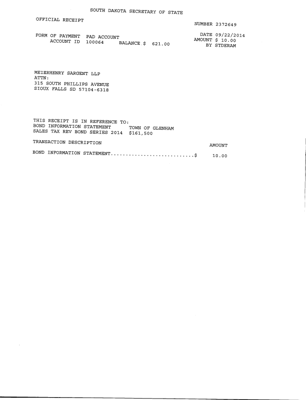 SOUTH DAKOTA SECRETARY OF STATE
OFFICIAL RECEIPT
NUMBER 2372649
FORM OF PAYMENT PAD ACCOUNT DATE 09/22/2014
ACCOUNT ID 100064 BALANCE $ 621.00 AMOUNT $ 10.00
BY STDERAM
MEIERHENRY SARGENT LLP
ATTN:
315 SOUTH PHILLIPS AVENUE
SIOUX FALLS SD 57104-6318
THIS RECEIPT IS IN REFERENCE TO:
BOND INFORMATION STATEMENT TOWN OF GLENHAM
SALES TAX REV BOND SERIES 2014 $161,500
TRANSACTION DESCRIPTION AMOUNT
BOND INFORMATION STATEMENT............................$ 10.00